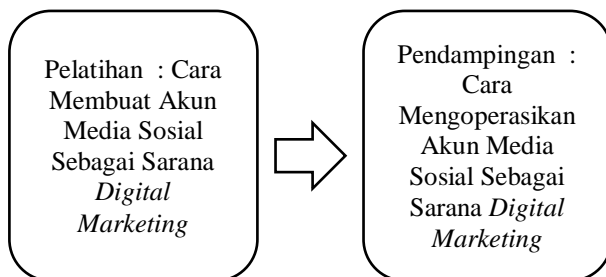 Pelatihan : Cara
Membuat Akun
Media Sosial
Sebagai Sarana
Digital
Marketing
Pendampingan :
Cara
Mengoperasikan
Akun Media
Sosial Sebagai
Sarana Digital
Marketing